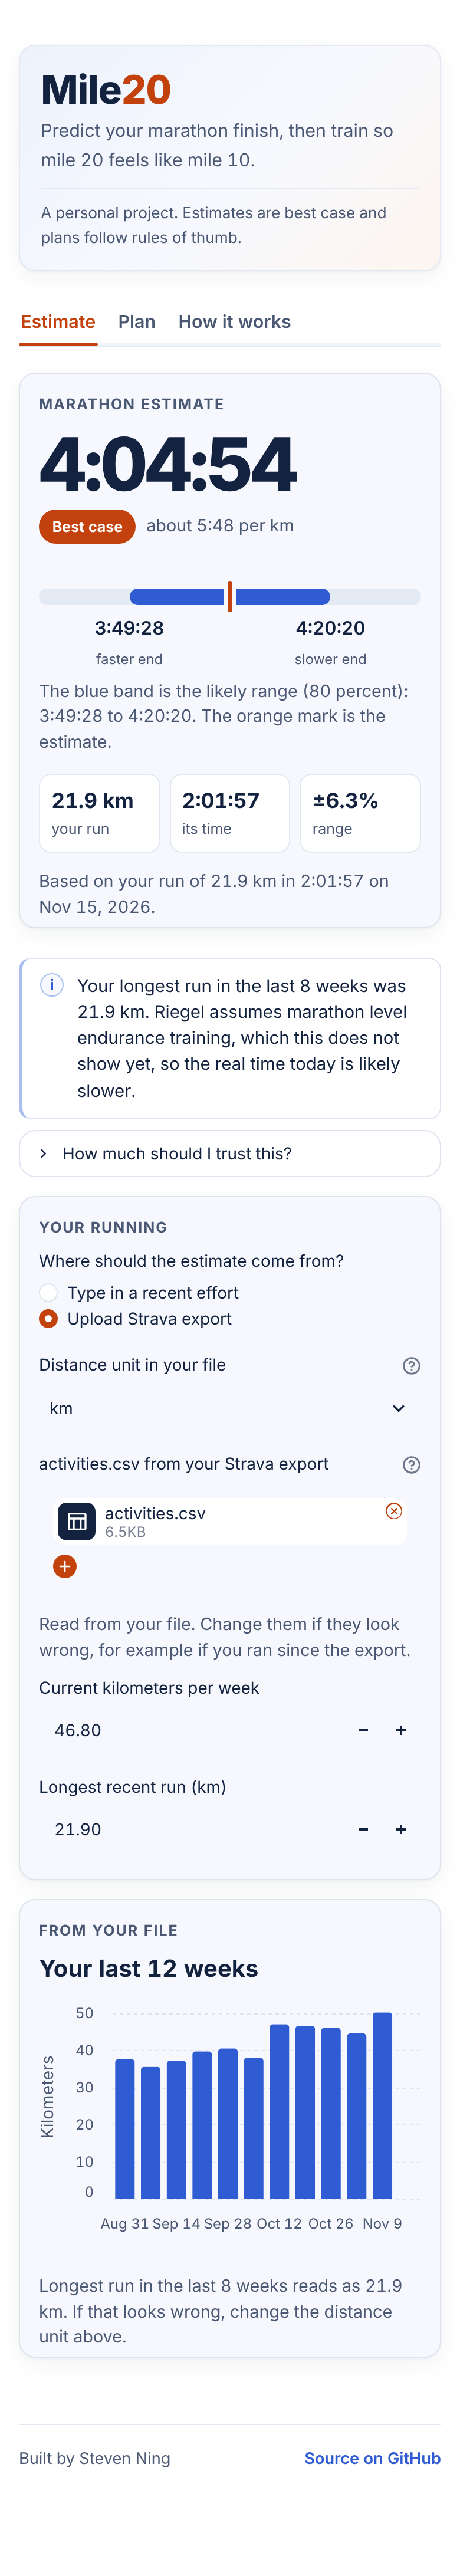 Mile20
Predict your marathon finish, then train so
mile 20 feels like mile 10.
A personal project. Estimates are best case and
plans follow rules of thumb.
Estimate Plan How it works
MARATHON ESTIMATE
4:04:54
Best case about 5:48 per km
3:49:28 4:20:20
faster end slower end
The blue band is the likely range (80 percent):
3:49:28 to 4:20:20. The orange mark is the
estimate.
21.9 km 2:01:57 ±6.3%
your run its time range
Based on your run of 21.9 km in 2:01:57 on
Nov 15, 2026.
i
Your longest run in the last 8 weeks was
21.9 km. Riegel assumes marathon level
endurance training, which this does not
show yet, so the real time today is likely
slower.
How much should I trust this?
YOUR RUNNING
Where should the estimate come from?
Type in a recent effort
Upload Strava export
Distance unit in your file ?
km
activities.csv from your Strava export ?
activities.csv
6.5KB
Read from your file. Change them if they look
wrong, for example if you ran since the export.
Current kilometers per week
46.80 − +
Longest recent run (km)
21.90 − +
FROM YOUR FILE
Your last 12 weeks
Kilometers
50
40
30
20
10
0
Aug 31 Sep 14 Sep 28 Oct 12 Oct 26 Nov 9
Longest run in the last 8 weeks reads as 21.9
km. If that looks wrong, change the distance
unit above.
Built by Steven Ning Source on GitHub